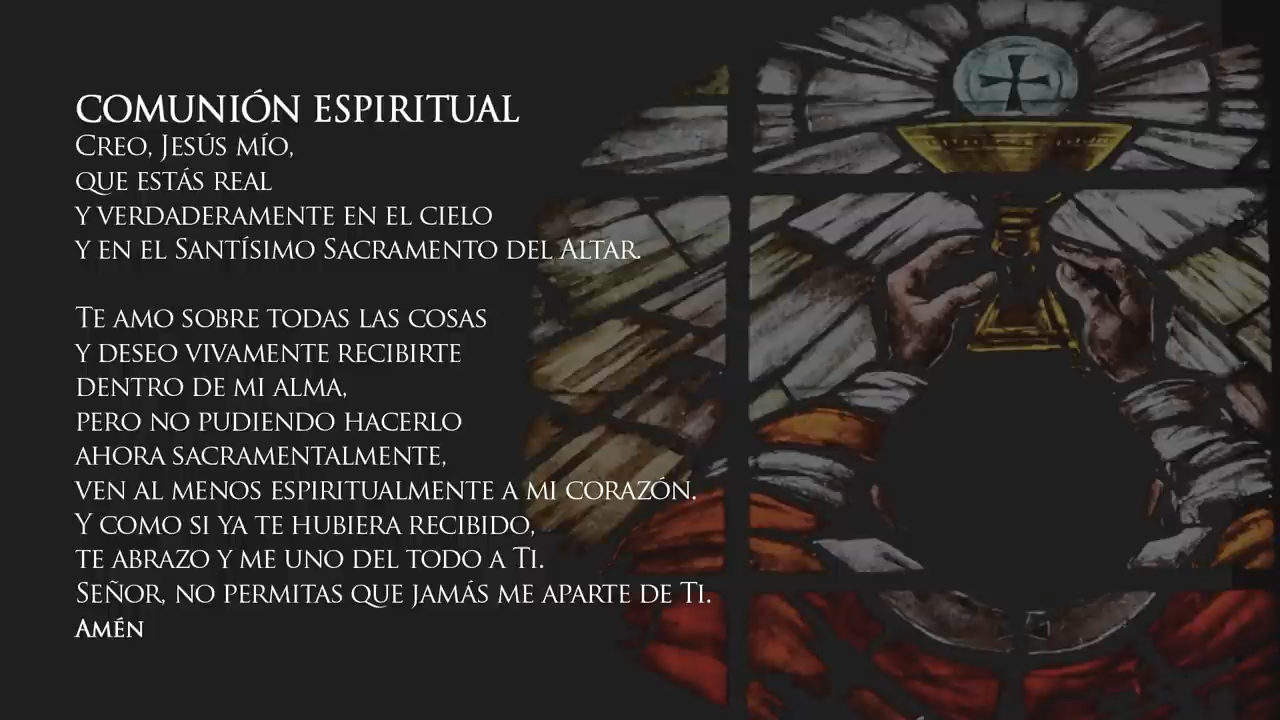 COMUNIÓN ESPIRITUAL
Creo, Jesús mío,
que estás real
y verdaderamente en el cielo
y en el Santísimo Sacramento del Altar.
Te amo sobre todas las cosas
y deseo vivamente recibirte
dentro de mi alma,
pero no pudiendo hacerlo
ahora sacramentalmente,
ven al menos espiritualmente a mi corazón.
Y como si ya te hubiera recibido,
te abrazo y me uno del todo a Ti.
Señor, no permitas que jamás me aparte de Ti.
Amén